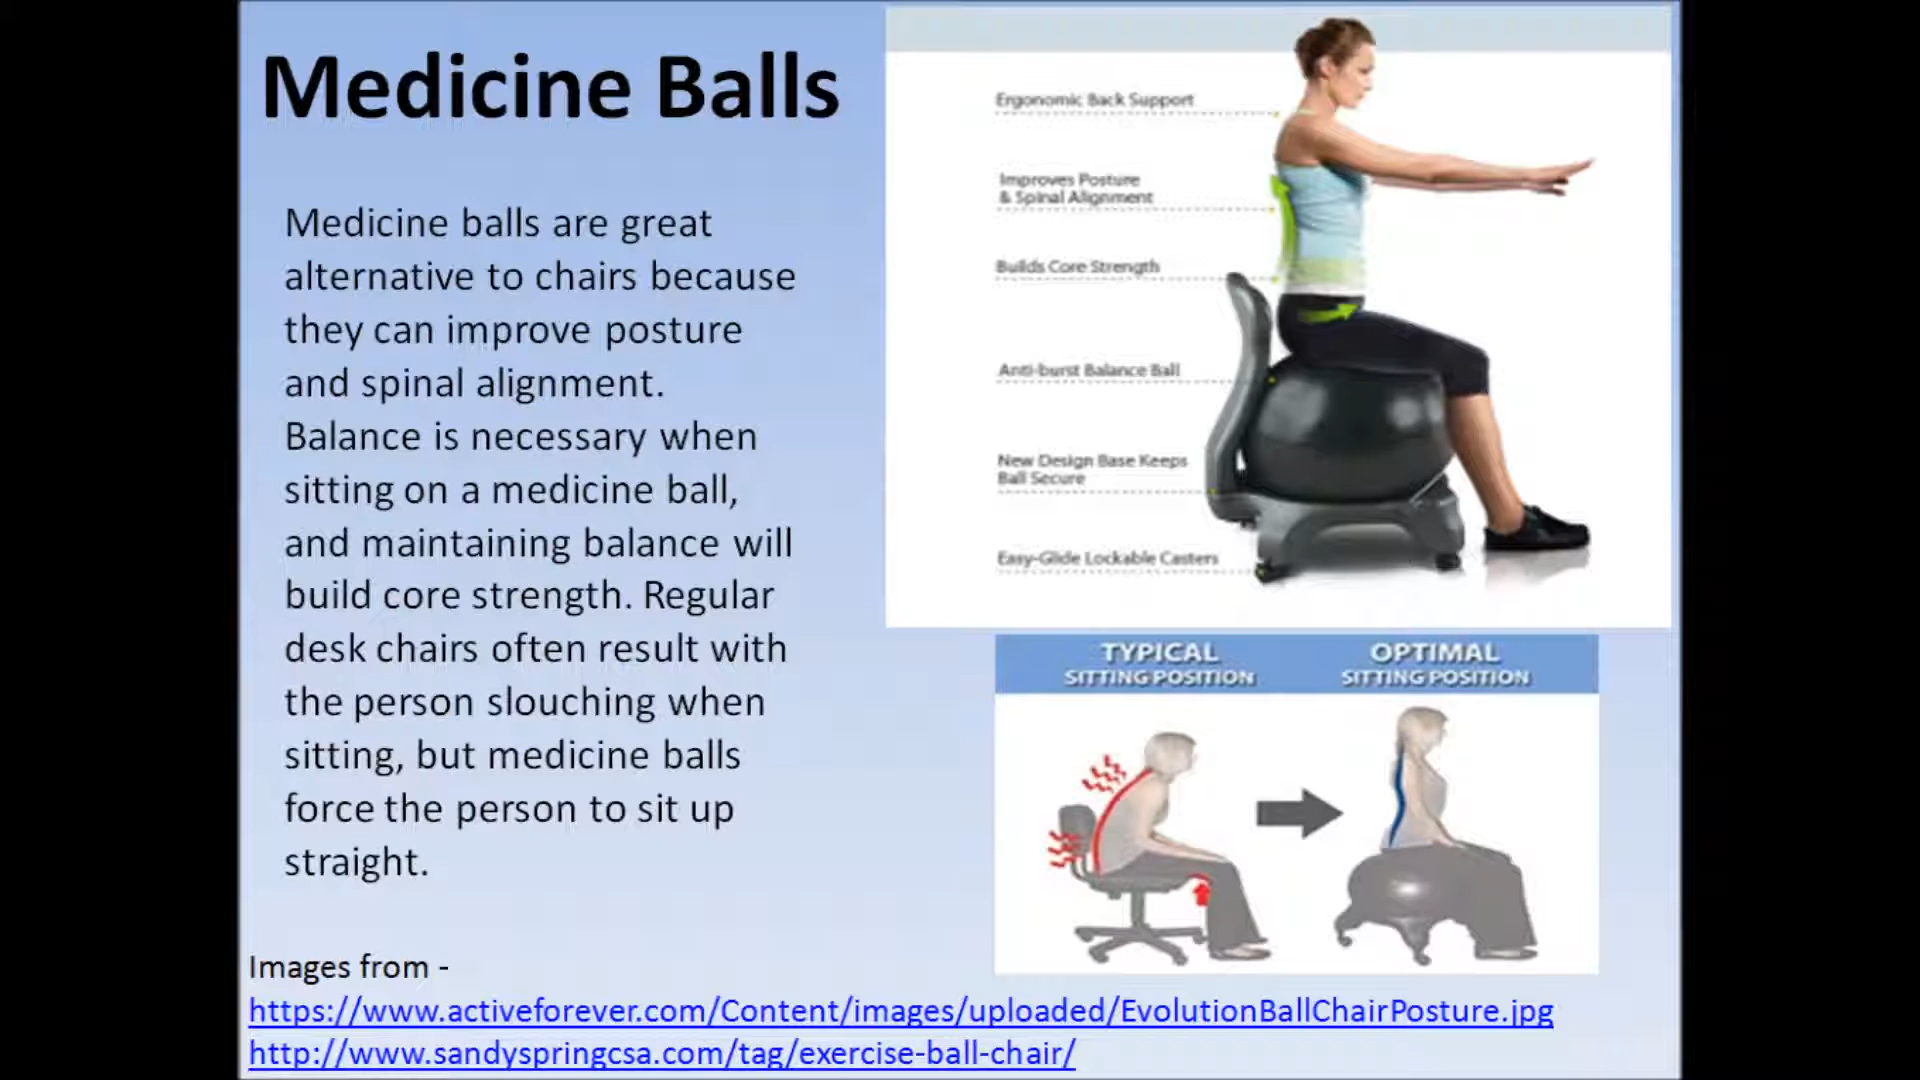 Medicine Balls
Medicine balls are great
alternative to chairs because
they can improve posture
and spinal alignment.
Balance is necessary when
sitting on a medicine ball,
and maintaining balance will
build core strength. Regular
desk chairs often result with
the person slouching when
sitting, but medicine balls
force the person to sit up
straight.
Ergonomic Back Support
Improves Posture
& Spinal Alignment
Builds Core Strength
Anti-burst Balance Ball
New Design Base Keeps
Ball Secure
Easy-Glide Lockable Casters
TYPICAL
SITTING POSITION
OPTIMAL
SITTING POSITION
Images from -
https://www.activeforever.com/Content/images/uploaded/EvolutionBallChairPosture.jpg
http://www.sandyspringcsa.com/tag/exercise-ball-chair/